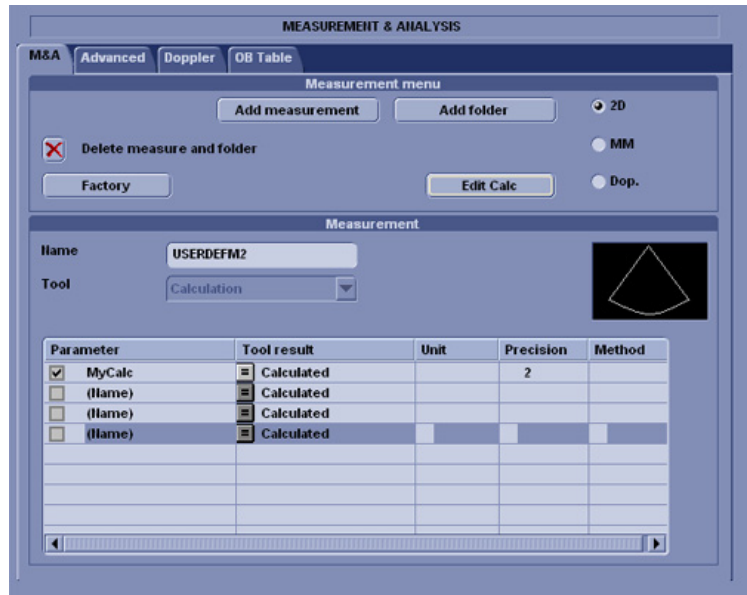 MEASUREMENT & ANALYSIS
M&A Advanced Doppler OB Table
Measurement menu
Add measurement Add folder 2D
Delete measure and folder MM
Factory Edit Calc Dop.
Measurement
Name USERDEFM2
Tool Calculation
Parameter Tool result Unit Precision Method
MyCalc = Calculated 2
(Name) = Calculated
(Name) = Calculated
(Name) = Calculated